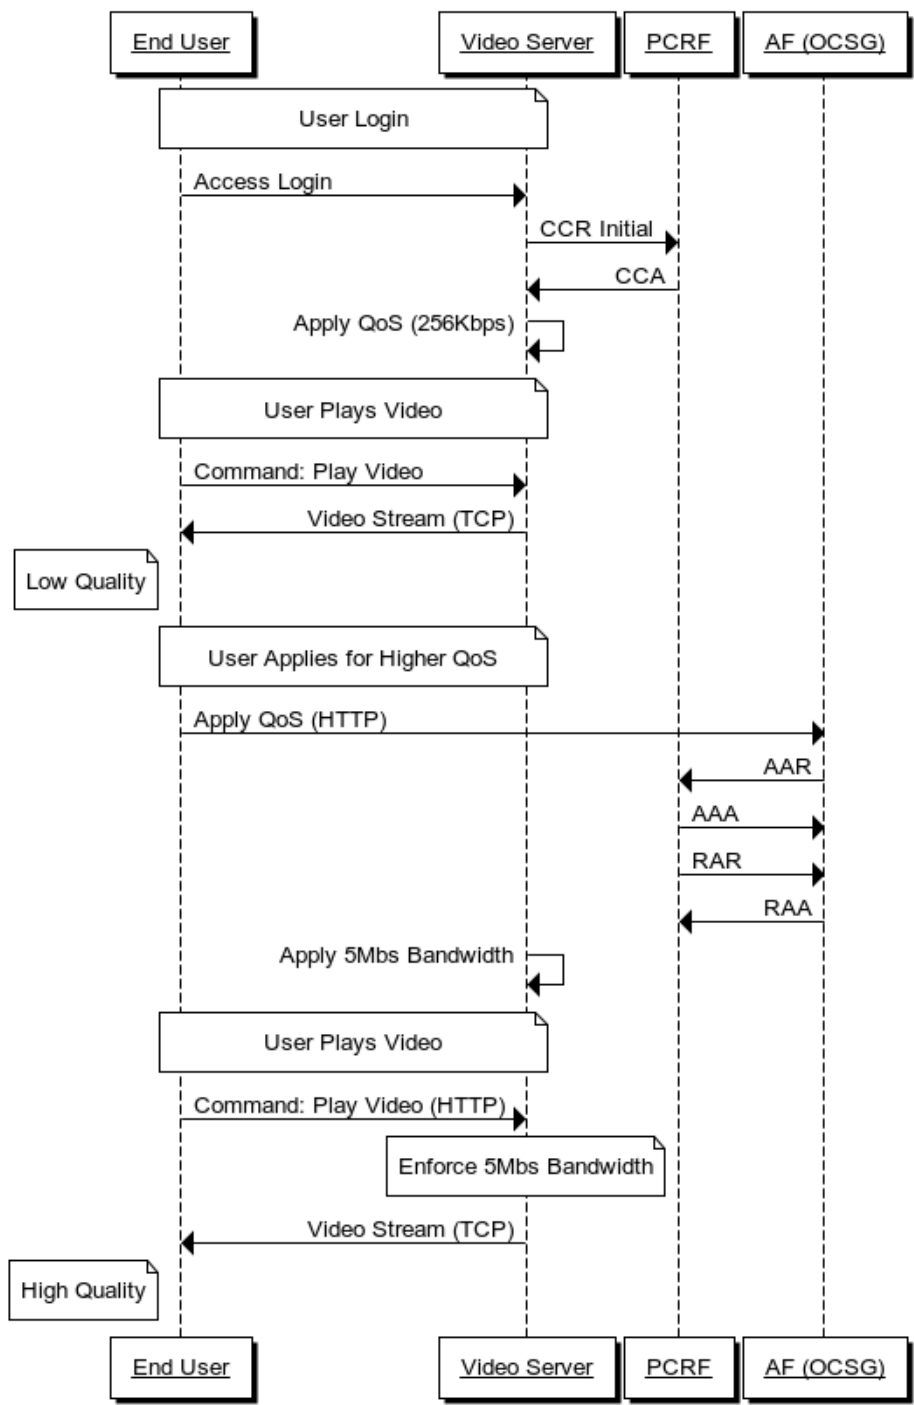 End User
Video Server
PCRF
AF (OCSG)
User Login
Access Login
CCR Initial
CCA
Apply QoS (256Kbps)
User Plays Video
Command: Play Video
Video Stream (TCP)
Low Quality
User Applies for Higher QoS
Apply QoS (HTTP)
AAR
AAA
RAR
RAA
Apply 5Mbs Bandwidth
User Plays Video
Command: Play Video (HTTP)
Enforce 5Mbs Bandwidth
Video Stream (TCP)
High Quality
End User
Video Server
PCRF
AF (OCSG)